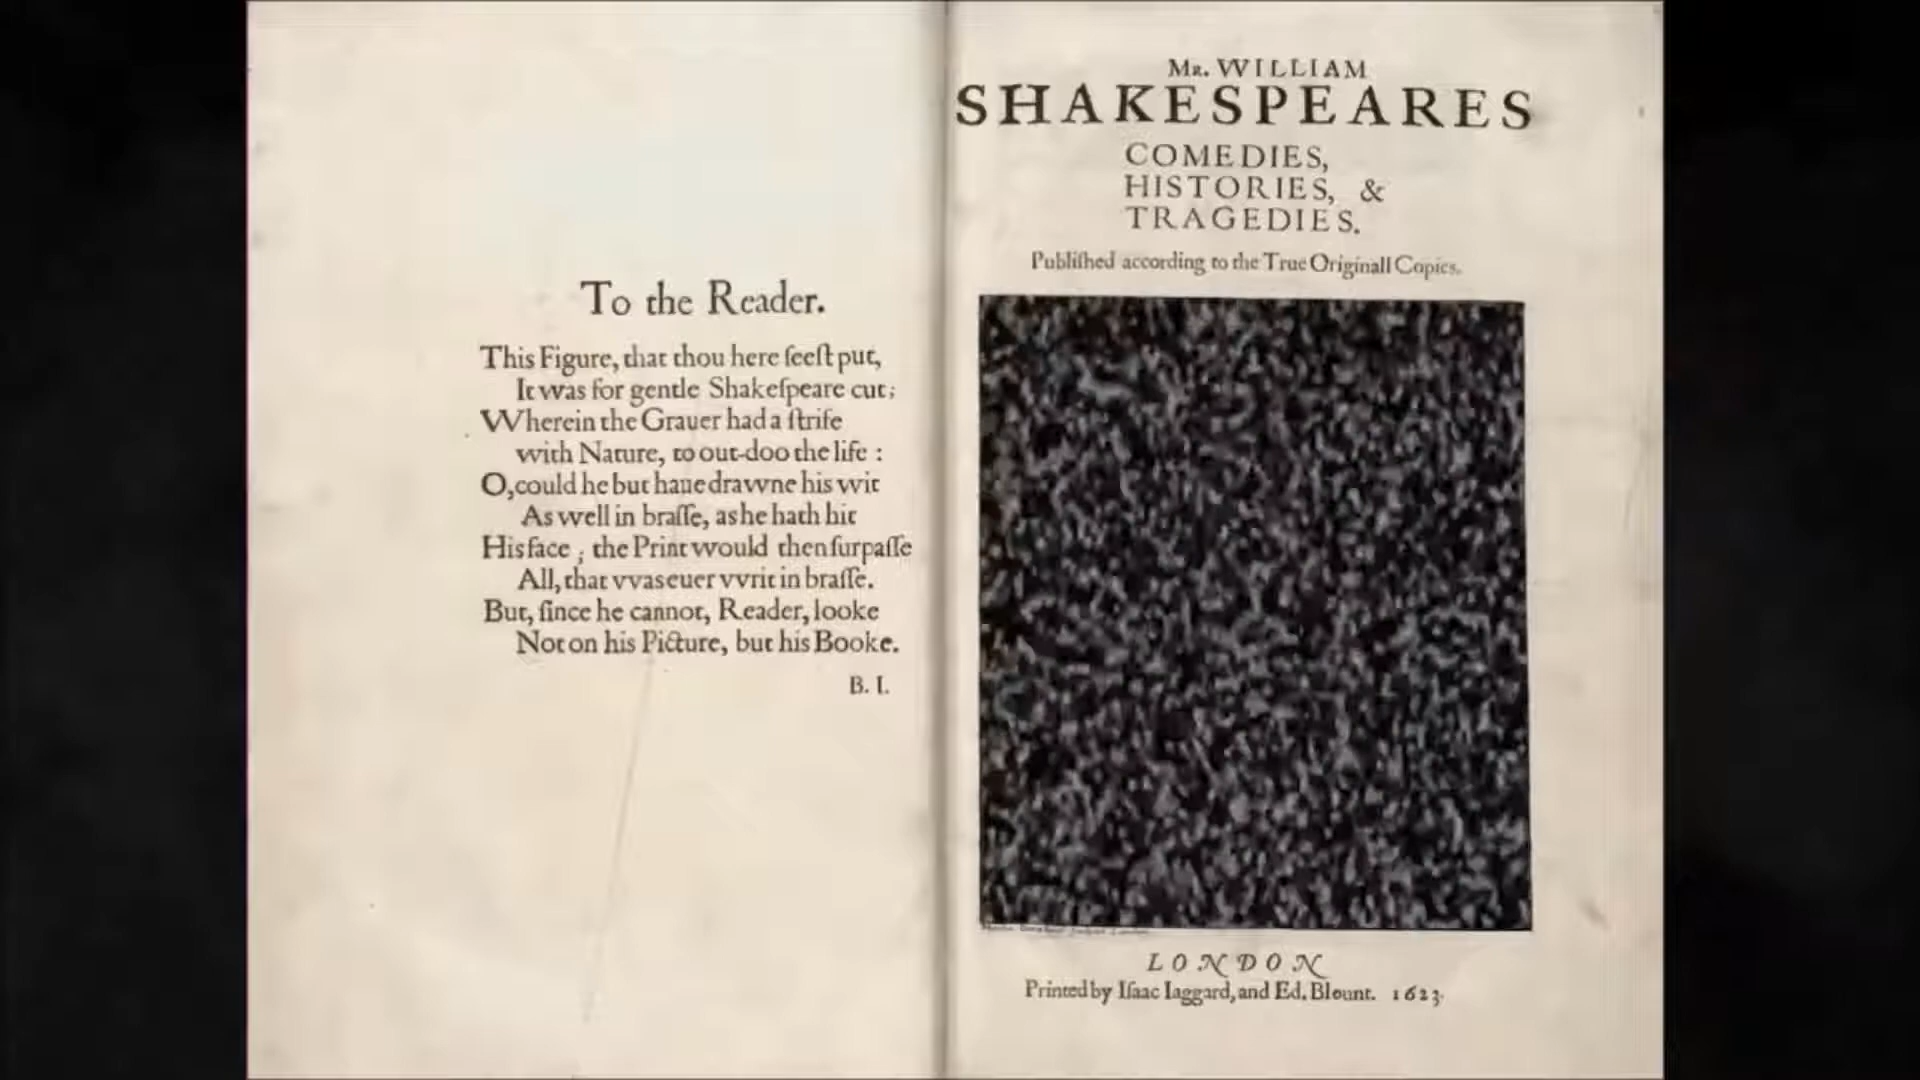 To the Reader.
This Figure, that thou here ſeeſt put,
It was for gentle Shakeſpeare cut;
Wherein the Grauer had a ſtrife
with Nature, to out-doo the life :
O, could he but haue dravvne his vvit
As well in braſſe, as he hath hit
His face ; the Print would then ſurpaſſe
All, that vvas euer vvrit in braſſe.
But, ſince he cannot, Reader, looke
Not on his Picture, but his Booke.
B. I.
Mr. WILLIAM
SHAKESPEARES
COMEDIES,
HISTORIES, &
TRAGEDIES.
Publiſhed according to the True Originall Copies.
LONDON
Printed by Iſaac Iaggard, and Ed. Blount. 1623.